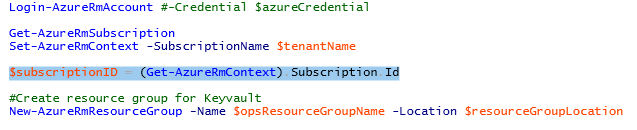 Login-AzureRmAccount #-Credential $azureCredential
Get-AzureRmSubscription
Set-AzureRmContext -SubscriptionName $tenantName
$subscriptionID = (Get-AzureRmContext).Subscription.Id
#Create resource group for Keyvault
New-AzureRmResourceGroup -Name $opsResourceGroupName -Location $resourceGroupLocation